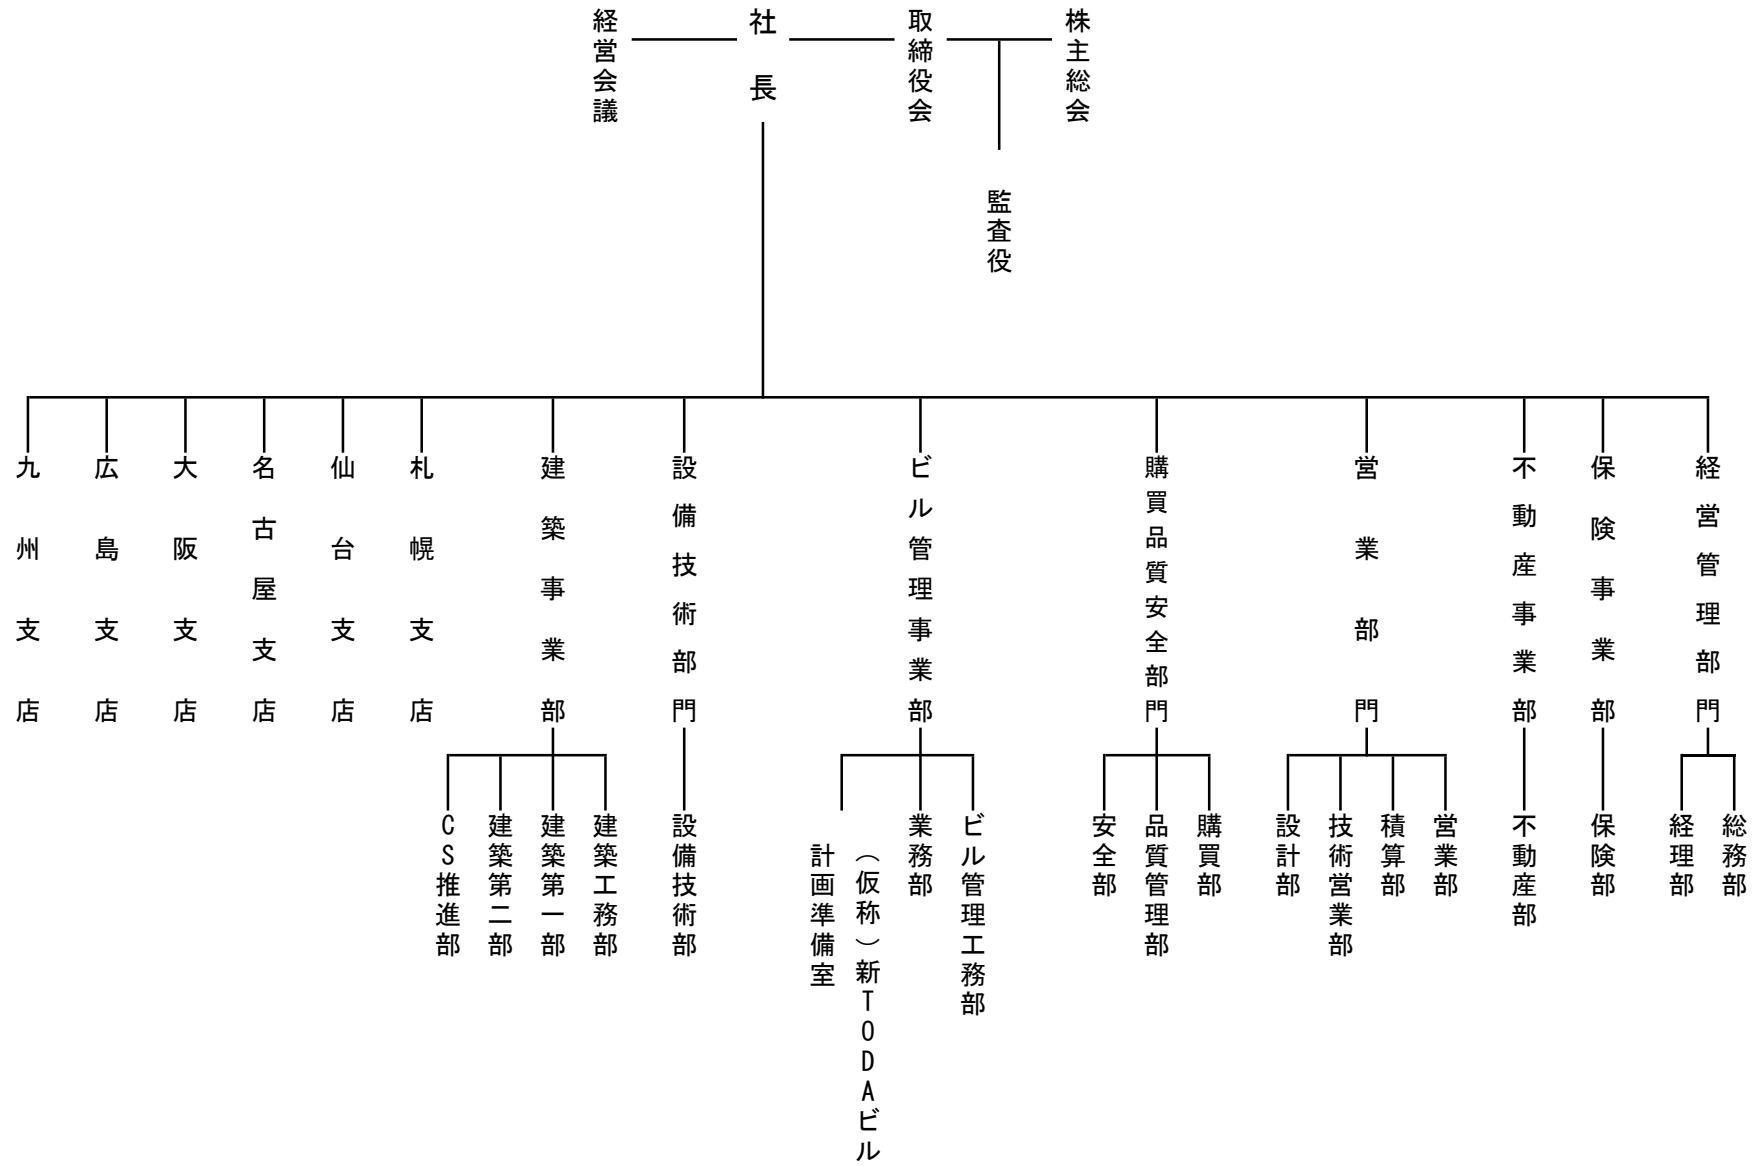 株主総会
取締役会
社長
経営会議
監査役
経営管理部門
保険事業部
不動産事業部
営業部門
購買品質安全部門
ビル管理事業部
設備技術部門
建築事業部
札幌支店
仙台支店
名古屋支店
大阪支店
広島支店
九州支店
総務部
経理部
保険部
不動産部
営業部
積算部
技術営業部
設計部
購買部
品質管理部
安全部
ビル管理工務部
業務部
(仮称)新TODAビル
計画準備室
設備技術部
建築工務部
建築第一部
建築第二部
CS推進部